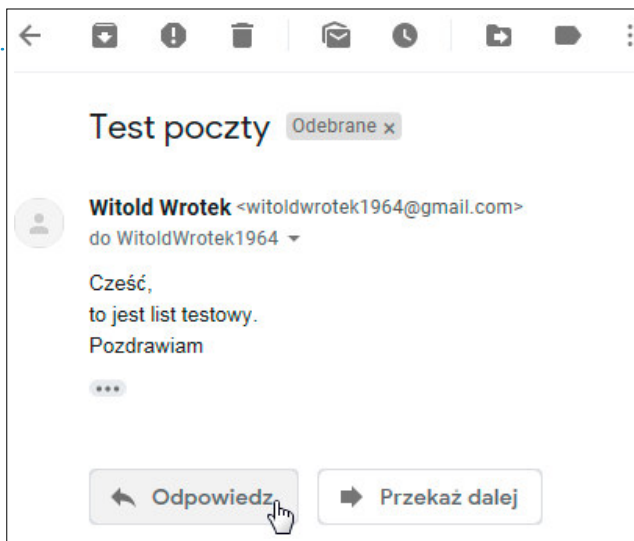 Test poczty Odebrane x
Witold Wrotek <witoldwrotek1964@gmail.com>
do WitoldWrotek1964
Cześć,
to jest list testowy.
Pozdrawiam
Odpowiedz Przekaż dalej